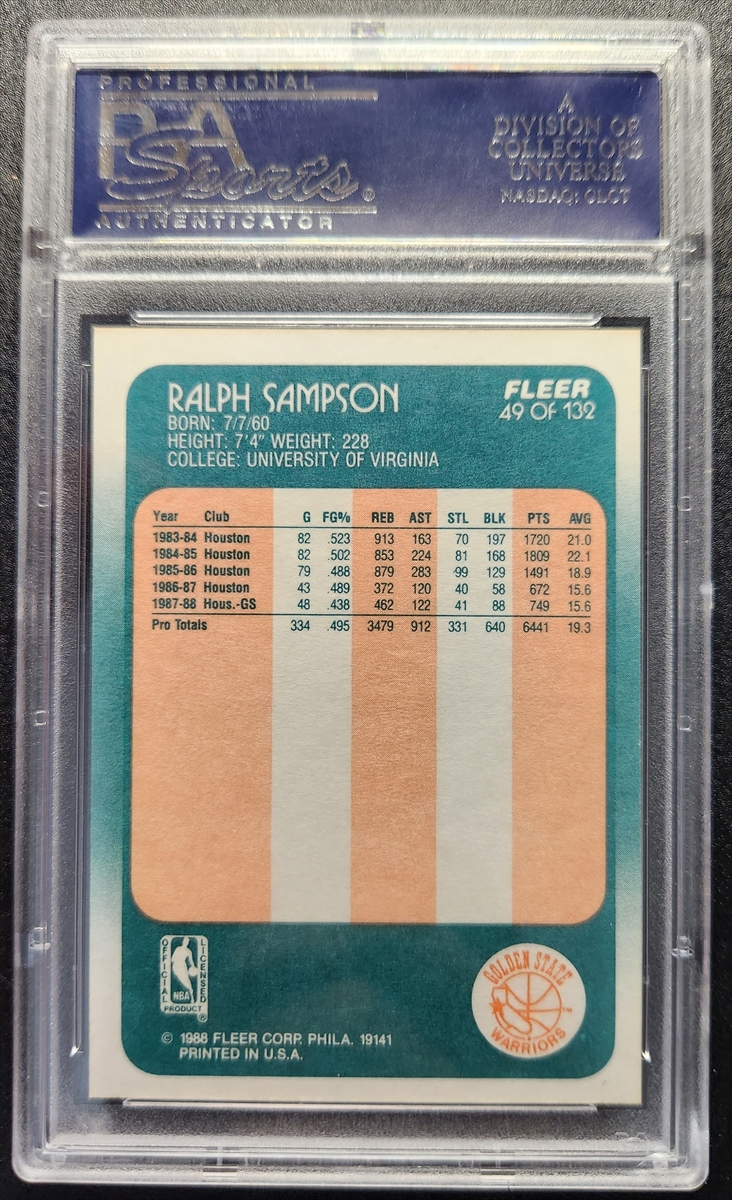 PROFESSIONAL
PSA
Sports®
AUTHENTICATOR
A
DIVISION OF
COLLECTORS
UNIVERSE
NASDAQ: CLCT
RALPH SAMPSON
BORN: 7/7/60
HEIGHT: 7'4" WEIGHT: 228
COLLEGE: UNIVERSITY OF VIRGINIA
FLEER
49 OF 132
Year Club G FG% REB AST STL BLK PTS AVG
1983-84 Houston 82 .523 913 163 70 197 1720 21.0
1984-85 Houston 82 .502 853 224 81 168 1809 22.1
1985-86 Houston 79 .488 879 283 99 129 1491 18.9
1986-87 Houston 43 .489 372 120 40 58 672 15.6
1987-88 Hous.-GS 48 .438 462 122 41 88 749 15.6
Pro Totals 334 .495 3479 912 331 640 6441 19.3
OFFICIAL
LICENSED
NBA
PRODUCT ®
GOLDEN STATE
WARRIORS
TM
© 1988 FLEER CORP. PHILA. 19141
PRINTED IN U.S.A.